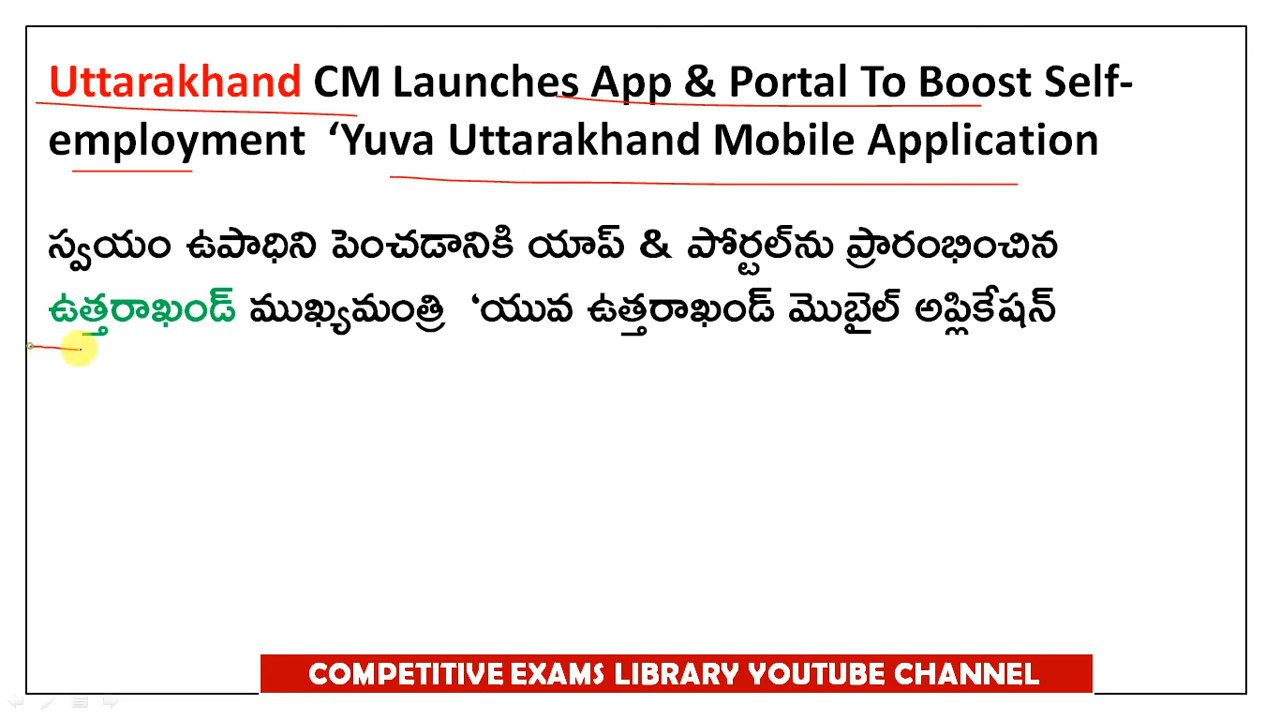 Uttarakhand CM Launches App & Portal To Boost Self-
employment ‘Yuva Uttarakhand Mobile Application
స్వయం ఉపాధిని పెంచడానికి యాప్ & పోర్టల్‌ను ప్రారంభించిన
ఉత్తరాఖండ్ ముఖ్యమంత్రి ‘యువ ఉత్తరాఖండ్ మొబైల్ అప్లికేషన్
COMPETITIVE EXAMS LIBRARY YOUTUBE CHANNEL